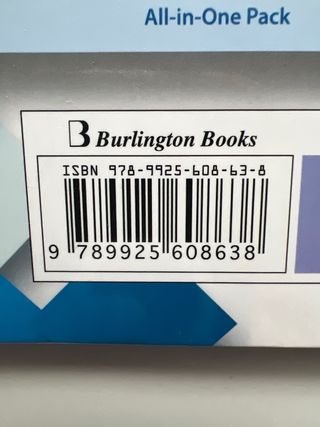 All-in-One Pack
B Burlington Books
ISBN 978-9925-608-63-8
9 789925 608638